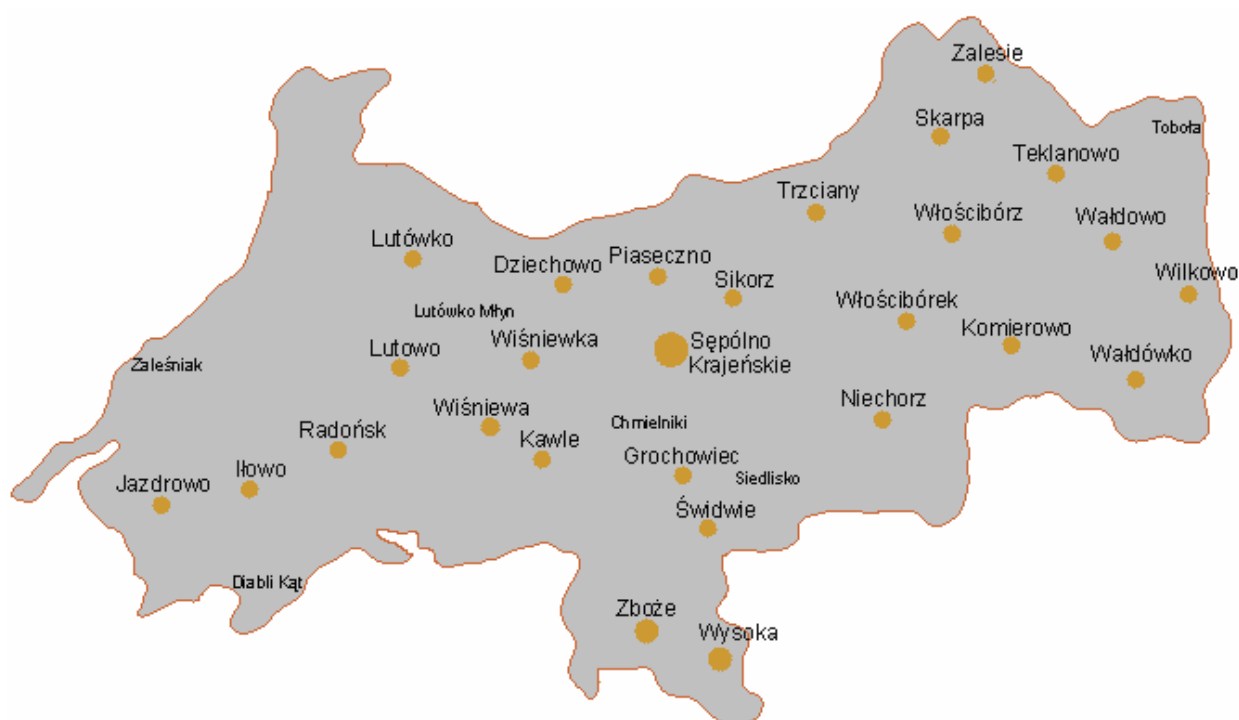 Zalesie
Skarpa
Toboła
Teklanowo
Trzciany
Włościbórz
Wałdowo
Lutówko
Dziechowo
Piaseczno
Sikorz
Wilkowo
Włościbórek
Lutówko Młyn
Komierowo
Lutowo
Wiśniewka
Sępólno
Krajeńskie
Wałdówko
Zaleśniak
Wiśniewa
Niechorz
Radońsk
Chmielniki
Kawle
Grochowiec
Iłowo
Siedlisko
Jazdrowo
Świdwie
Diabli Kąt
Zboże
Wysoka